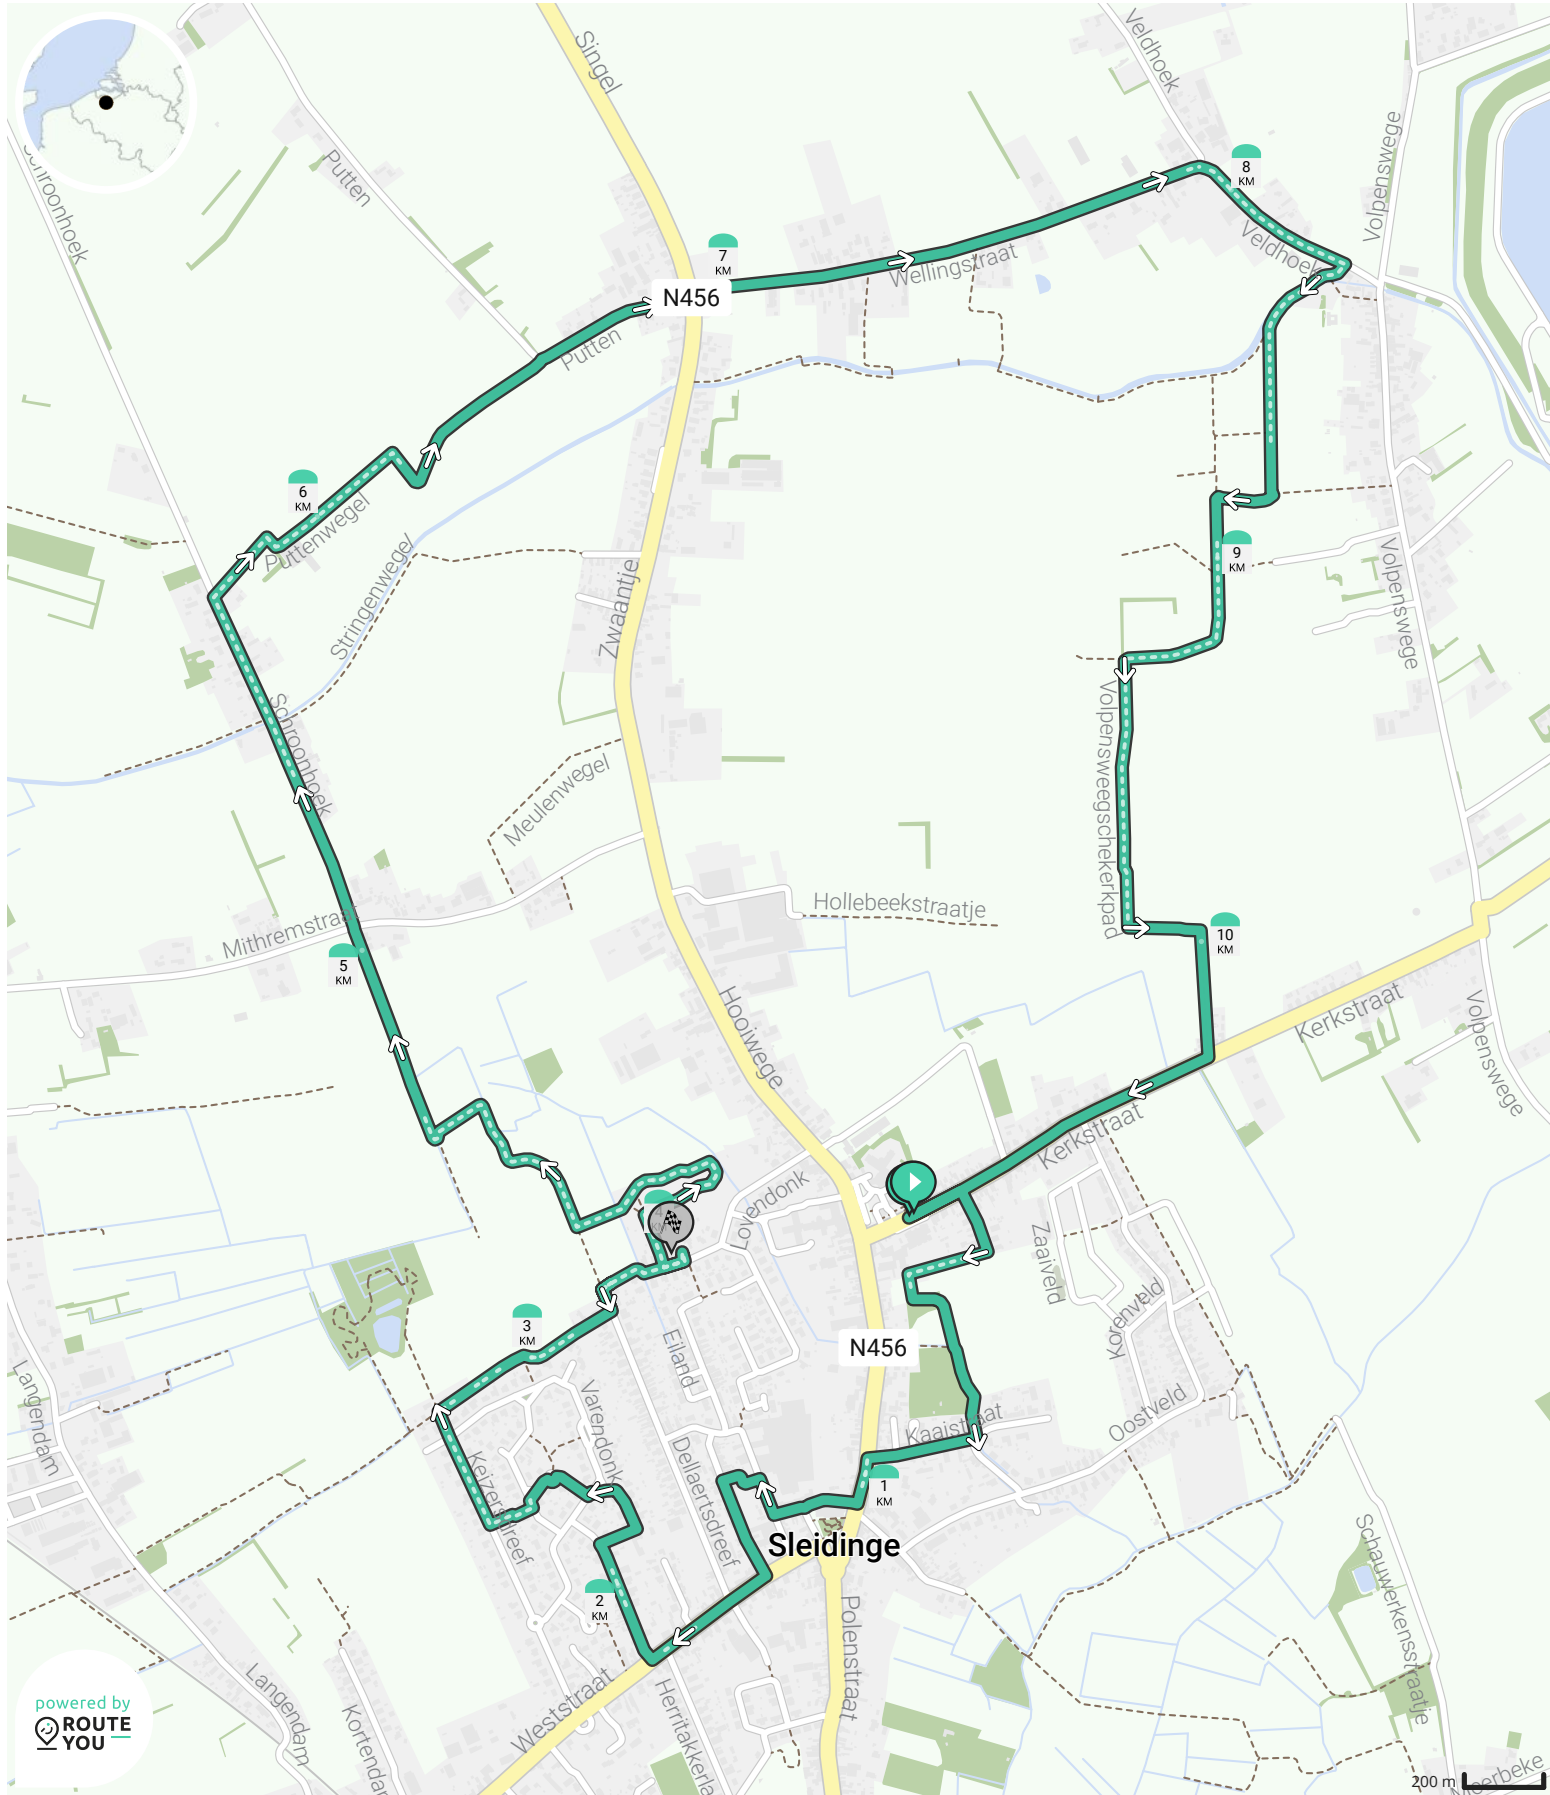 Singel
Veldhoek
Volpenswege
Schroonhoek
Putten
8
KM
7
KM
Veldhoek
Wellingstraat
N456
Putten
6
KM
Puttenwegel
Stringenwegel
9
KM
Volpenswege
Zwaantje
Schroonhoek
Volpensweegschekerkpad
Meulenwegel
Hollebeekstraatje
Mithremstraat
10
KM
5
KM
Hooiwege
Kerkstraat
Volpenswege
Kerkstraat
Lovendonk
Zaaiveld
Korenveld
3
KM
Eiland
N456
Langendam
Varendonk
Oostveld
Kaaistraat
Keizersdreef
Dellaertsdreef
1
KM
Sleidinge
Schauwerkensstraatje
2
KM
Polenstraat
Weststraat
Langendam
Kortendam
Herritakkerla
powered by
ROUTE
YOU
200 m
Moerbeke